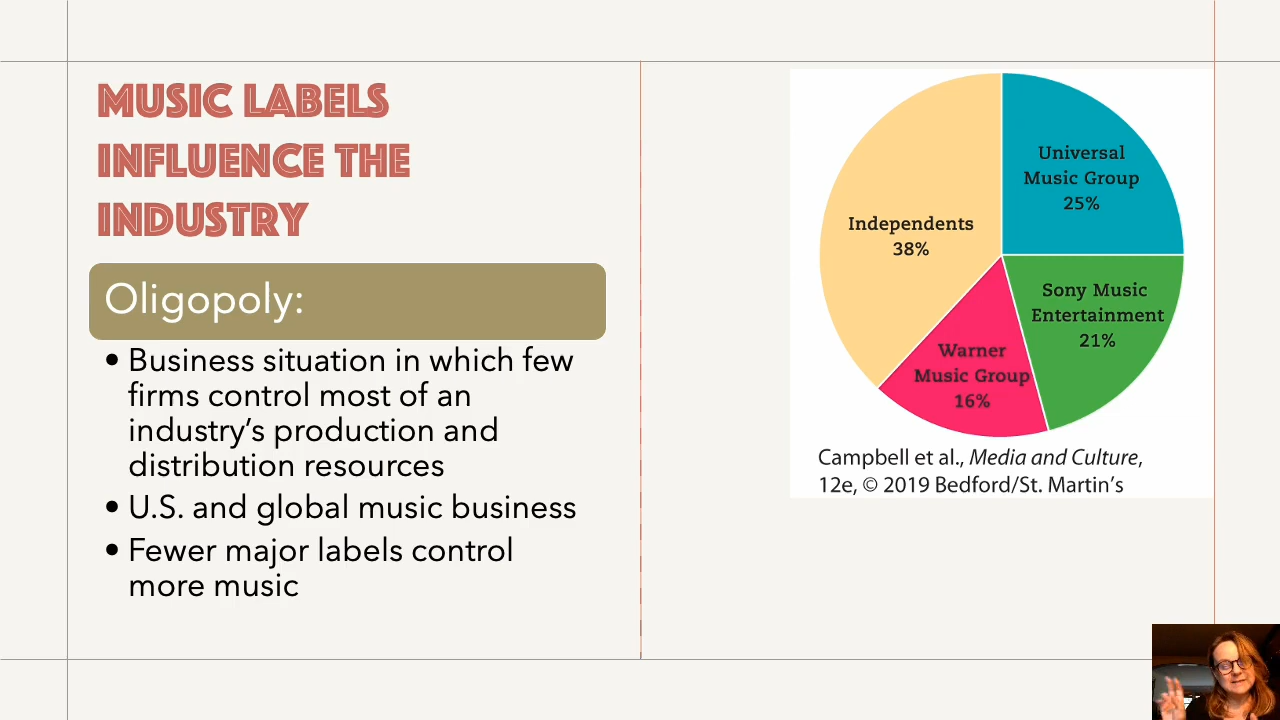 MUSIC LABELS
INFLUENCE THE
INDUSTRY
Oligopoly:
• Business situation in which few
firms control most of an
industry’s production and
distribution resources
• U.S. and global music business
• Fewer major labels control
more music
Universal
Music Group
25%
Independents
38%
Sony Music
Entertainment
21%
Warner
Music Group
16%
Campbell et al., Media and Culture,
12e, © 2019 Bedford/St. Martin’s